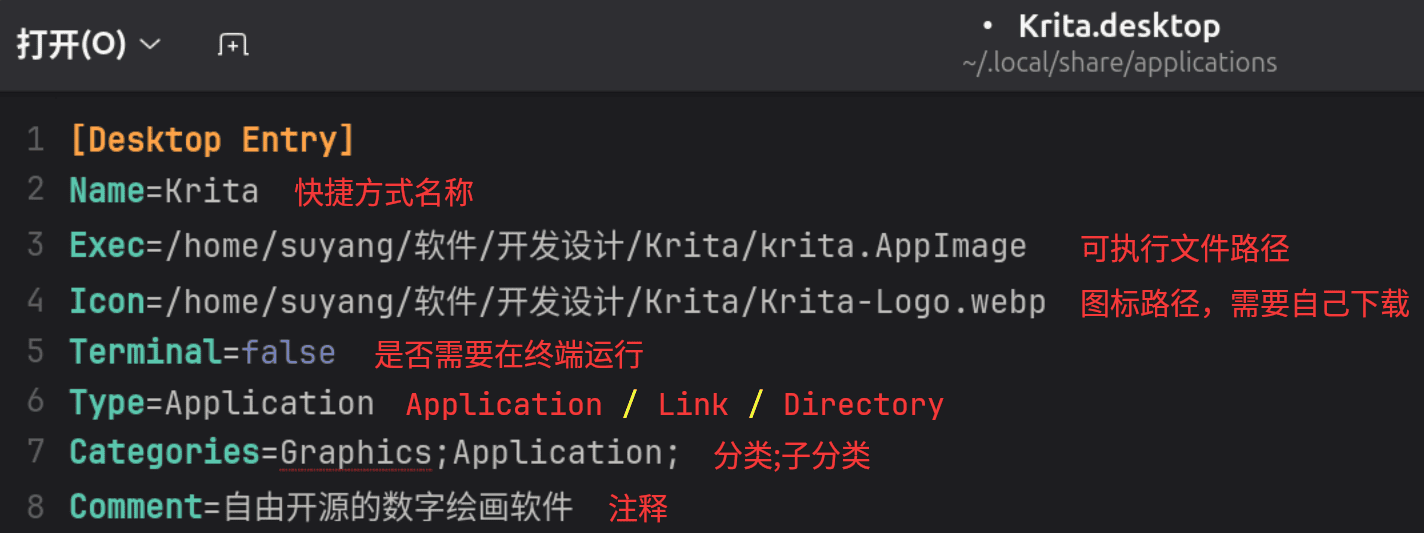 打开(O)
• Krita.desktop
~/.local/share/applications
1 [Desktop Entry]
2 Name=Krita 快捷方式名称
3 Exec=/home/suyang/软件/开发设计/Krita/krita.AppImage 可执行文件路径
4 Icon=/home/suyang/软件/开发设计/Krita/Krita-Logo.webp 图标路径，需要自己下载
5 Terminal=false 是否需要在终端运行
6 Type=Application Application / Link / Directory
7 Categories=Graphics;Application; 分类;子分类
8 Comment=自由开源的数字绘画软件 注释